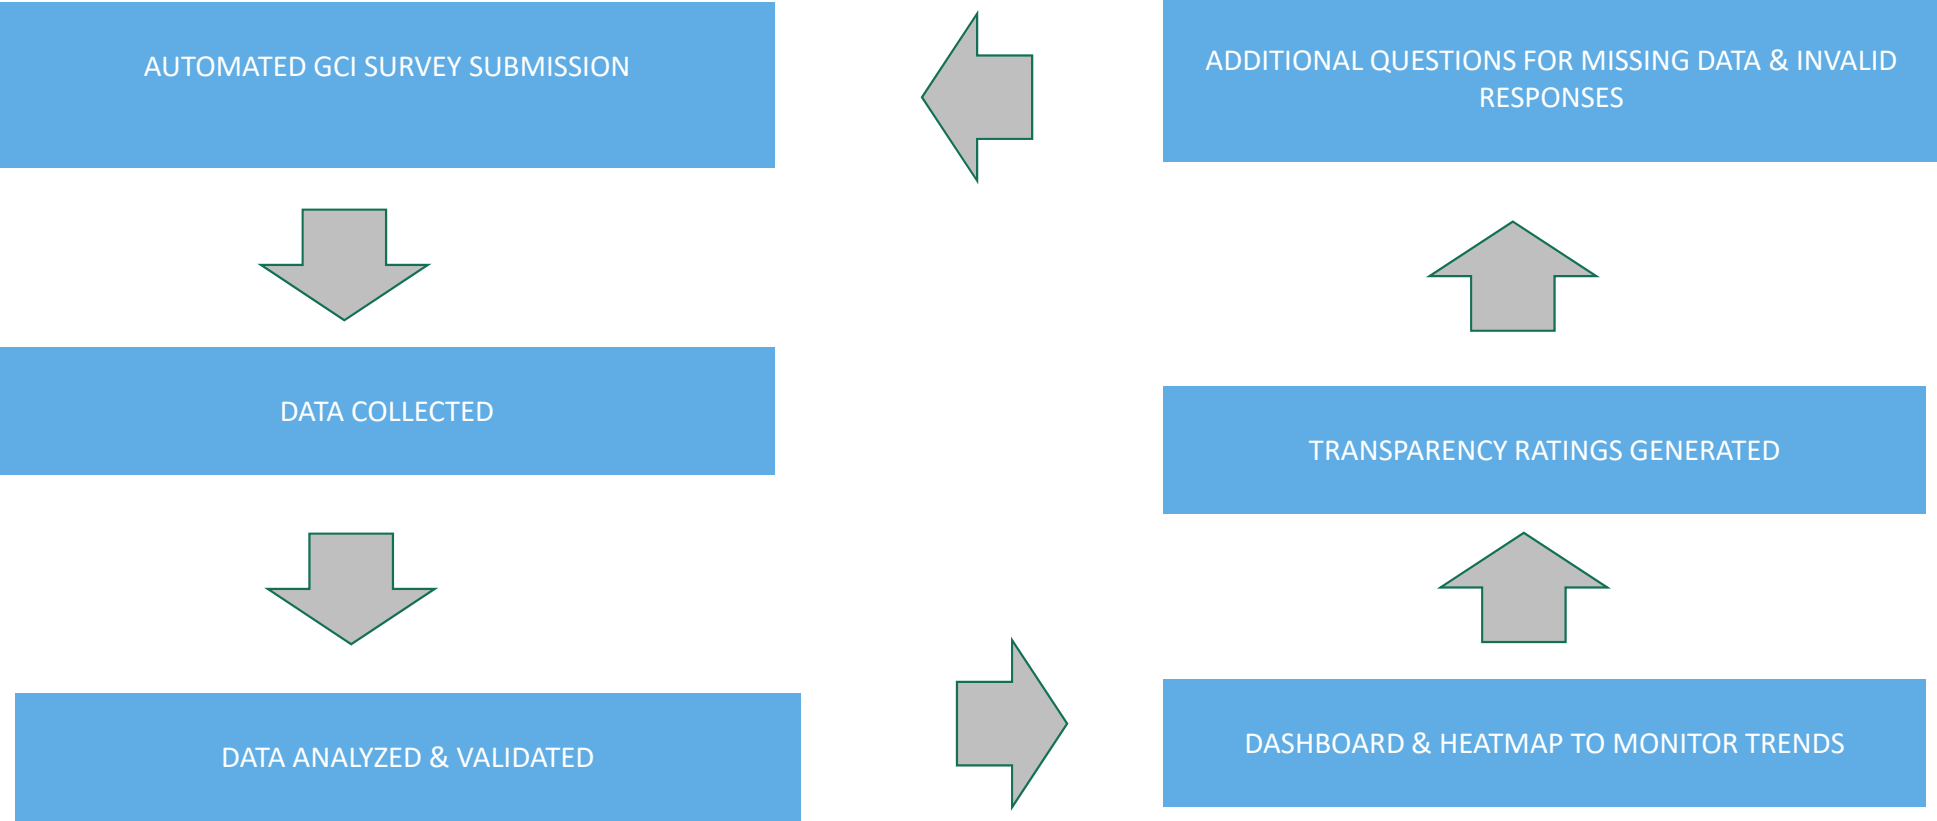 AUTOMATED GCI SURVEY SUBMISSION
ADDITIONAL QUESTIONS FOR MISSING DATA & INVALID
RESPONSES
DATA COLLECTED
TRANSPARENCY RATINGS GENERATED
DATA ANALYZED & VALIDATED
DASHBOARD & HEATMAP TO MONITOR TRENDS